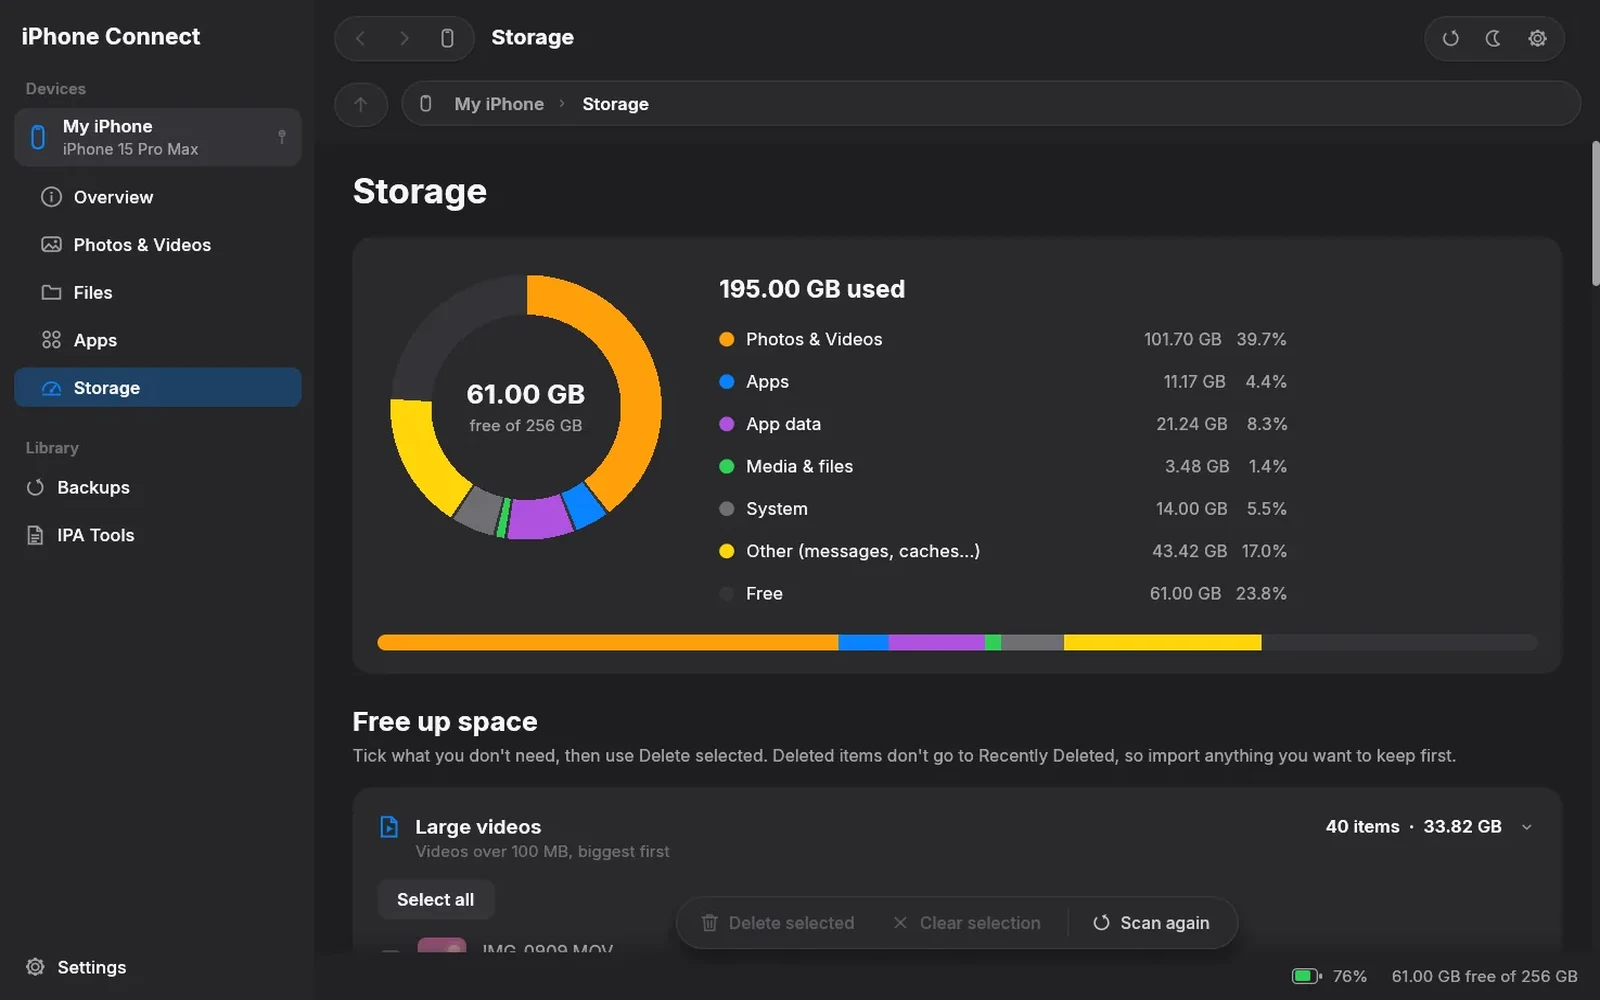 iPhone Connect
Devices
My iPhone
iPhone 15 Pro Max
Overview
Photos & Videos
Files
Apps
Storage
Library
Backups
IPA Tools
Settings
Storage
My iPhone › Storage
Storage
61.00 GB
free of 256 GB
195.00 GB used
Photos & Videos 101.70 GB 39.7%
Apps 11.17 GB 4.4%
App data 21.24 GB 8.3%
Media & files 3.48 GB 1.4%
System 14.00 GB 5.5%
Other (messages, caches...) 43.42 GB 17.0%
Free 61.00 GB 23.8%
Free up space
Tick what you don't need, then use Delete selected. Deleted items don't go to Recently Deleted, so import anything you want to keep first.
Large videos 40 items · 33.82 GB
Videos over 100 MB, biggest first
Select all
IMG_0909.MOV
Delete selected Clear selection Scan again
76% 61.00 GB free of 256 GB